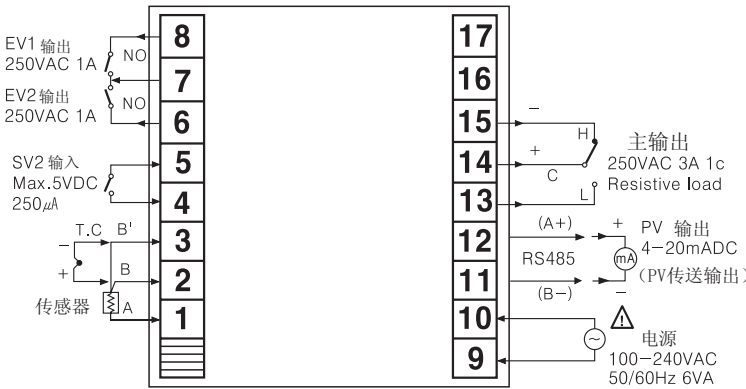 EV1 输出
250VAC 1A
NO
EV2 输出
250VAC 1A
NO
SV2 输入
Max.5VDC
250μA
T.C
B'
−
+
B
A
传感器
8
7
6
5
4
3
2
1
17
16
15
14
13
12
11
10
9
−
H
+
C
L
主输出
250VAC 3A 1c
Resistive load
(A+)
RS485
(B−)
+
mA
−
PV 输出
4−20mADC
(PV传送输出)
~
电源
100−240VAC
50/60Hz 6VA